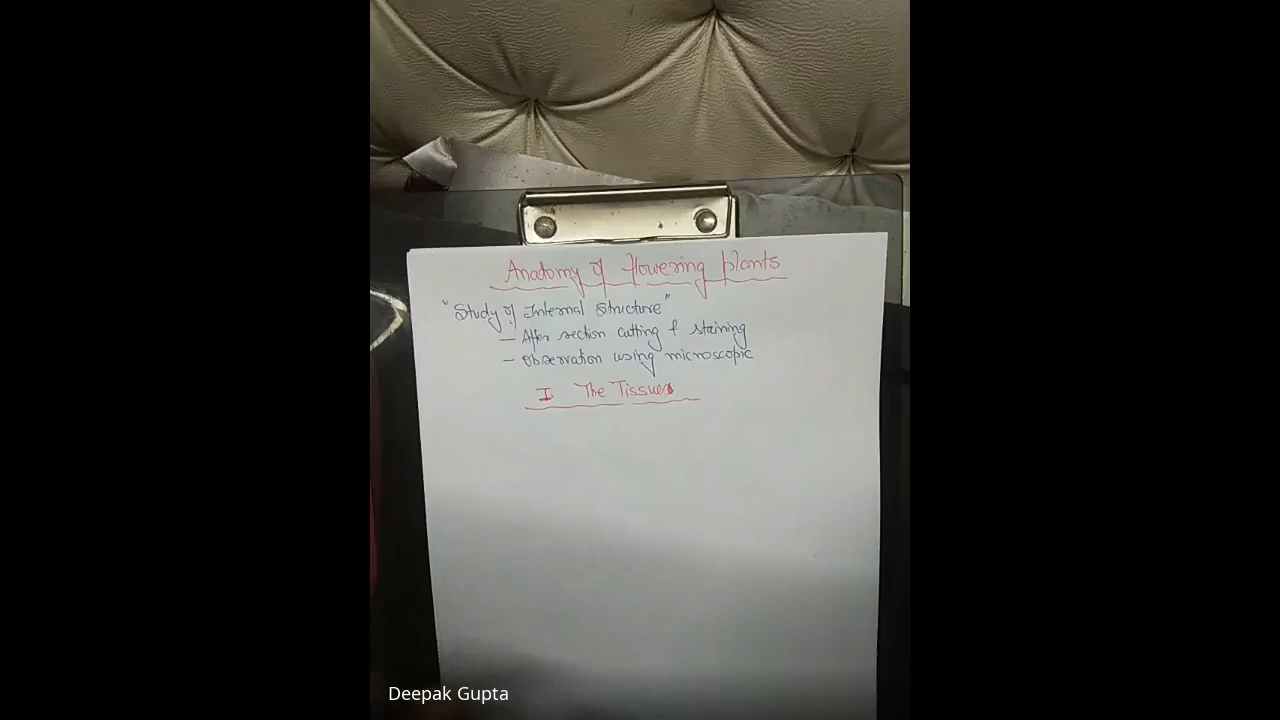 Anatomy of flowering plants
"Study of Internal Structure"
– After section cutting & staining
– Observation using microscopic
I The Tissues
Deepak Gupta